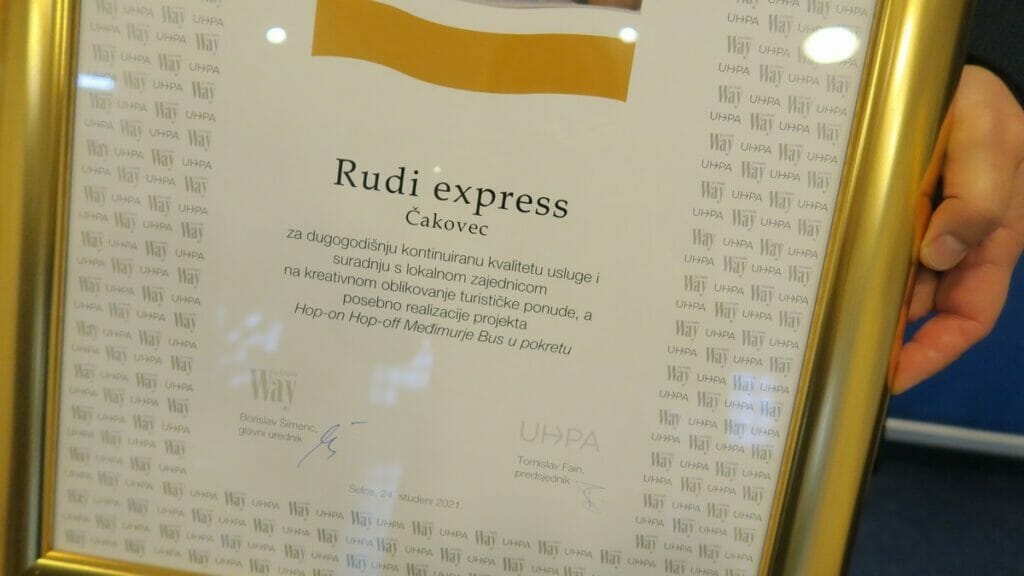 Rudi express
Čakovec
za dugogodišnju kontinuiranu kvalitetu usluge i
suradnju s lokalnom zajednicom
na kreativnom oblikovanje turističke ponude, a
posebno realizacije projekta
Hop-on Hop-off Međimurje Bus u pokretu
Way
Borislav Šimenc,
glavni urednik
UHPA
Tomislav Fain,
predsjednik
Selce, 24. studeni 2021.